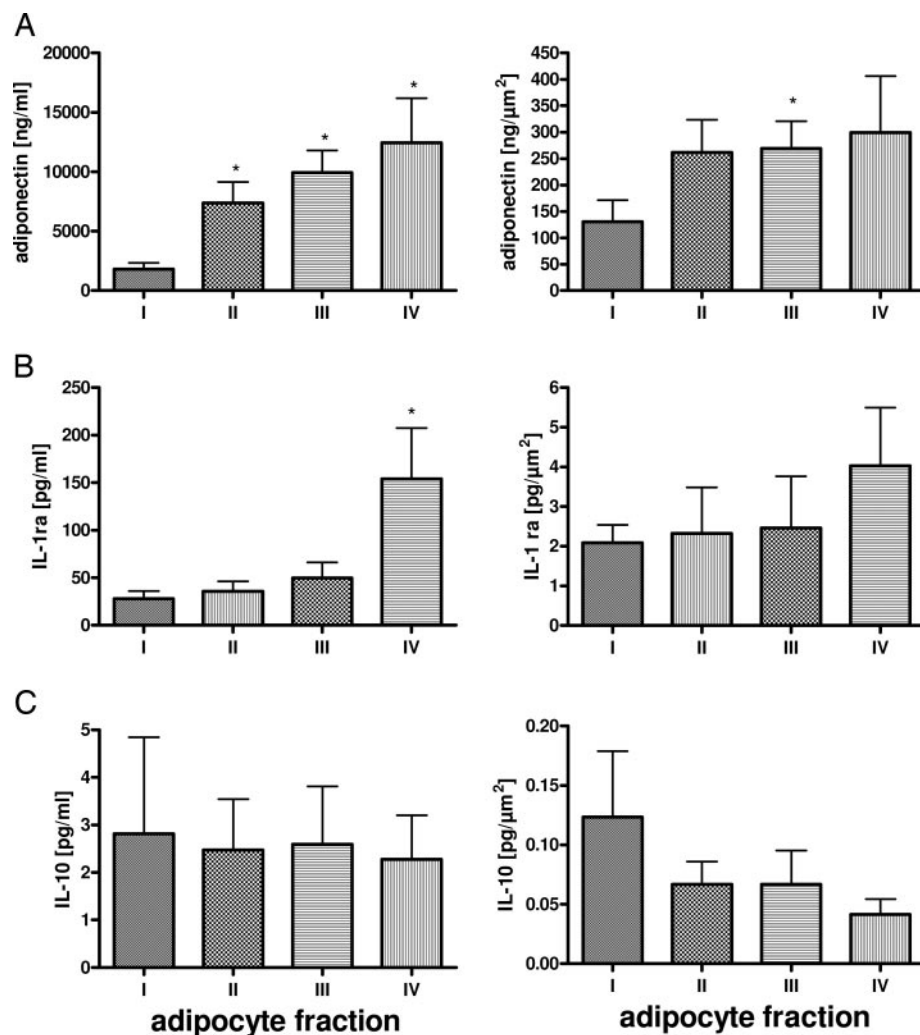 A
adiponectin [ng/ml]
20000
15000
10000
5000
0
*
*
*
I II III IV
adiponectin [ng/μm²]
450
400
350
300
250
200
150
100
50
0
*
I II III IV
B
IL-1ra [pg/ml]
250
200
150
100
50
0
*
I II III IV
IL-1 ra [pg/μm²]
6
5
4
3
2
1
0
I II III IV
C
IL-10 [pg/ml]
5
4
3
2
1
0
I II III IV
adipocyte fraction
IL-10 [pg/μm²]
0.20
0.15
0.10
0.05
0.00
I II III IV
adipocyte fraction